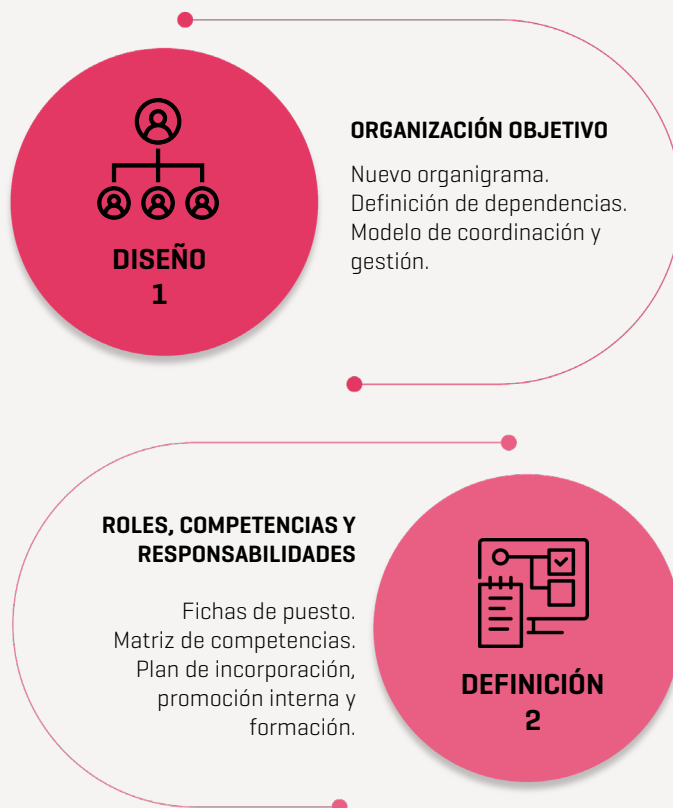 DISEÑO
1
ORGANIZACIÓN OBJETIVO
Nuevo organigrama.
Definición de dependencias.
Modelo de coordinación y
gestión.
ROLES, COMPETENCIAS Y
RESPONSABILIDADES
Fichas de puesto.
Matriz de competencias.
Plan de incorporación,
promoción interna y
formación.
DEFINICIÓN
2